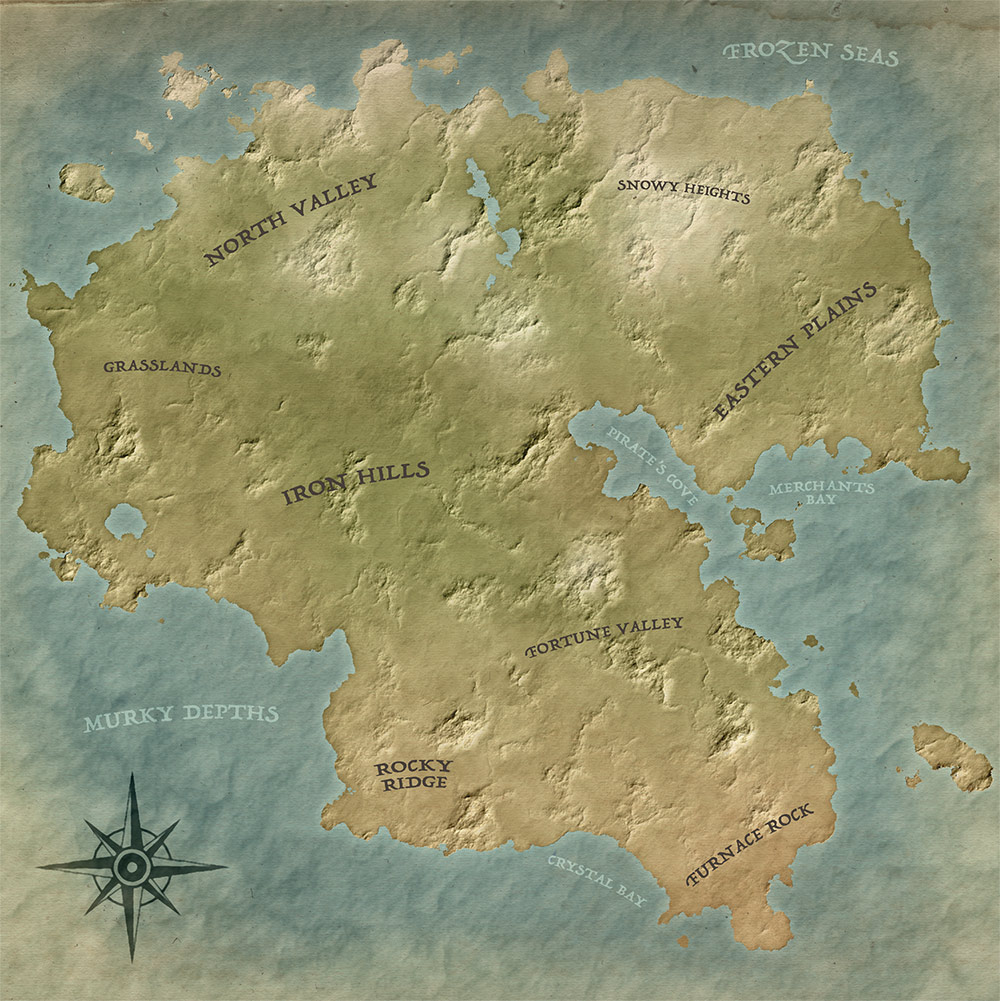 FROZEN SEAS
SNOWY HEIGHTS
NORTH VALLEY
EASTERN PLAINS
GRASSLANDS
PIRATE'S COVE
IRON HILLS
MERCHANTS
BAY
FORTUNE VALLEY
MURKY DEPTHS
ROCKY
RIDGE
FURNACE ROCK
CRYSTAL BAY